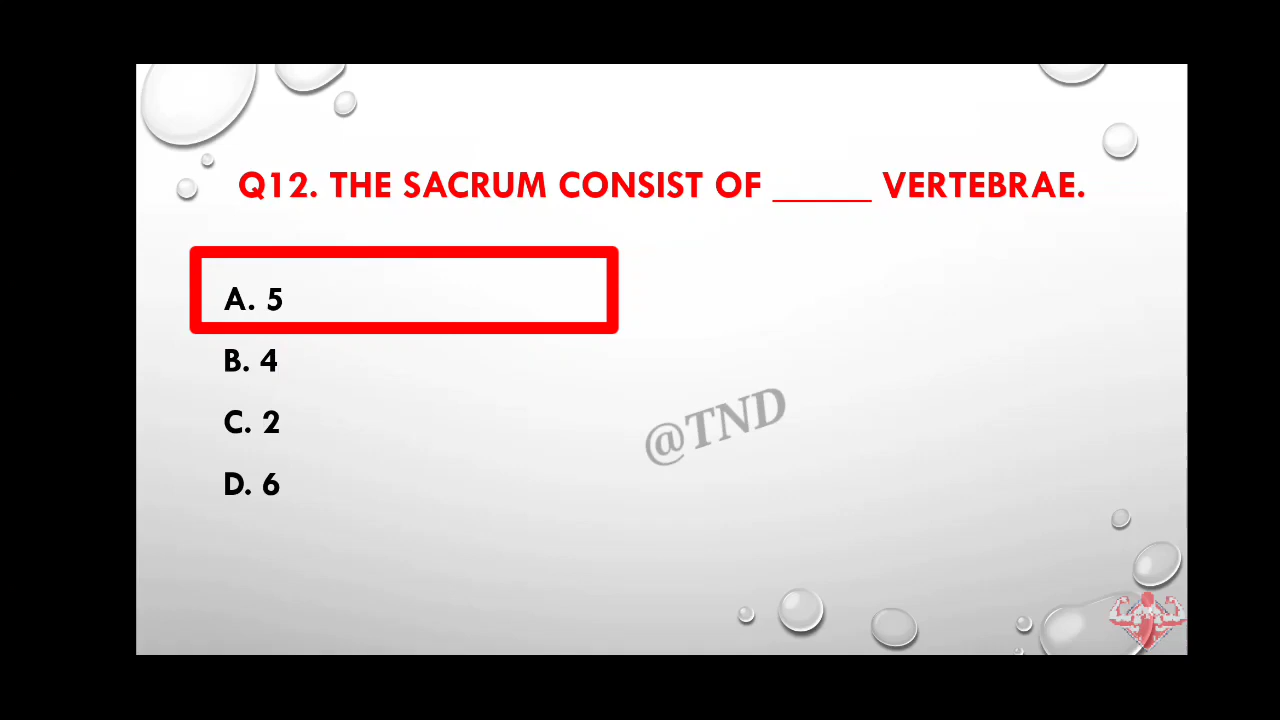 Q12. THE SACRUM CONSIST OF ______ VERTEBRAE.
A. 5
B. 4
C. 2
D. 6
@TND